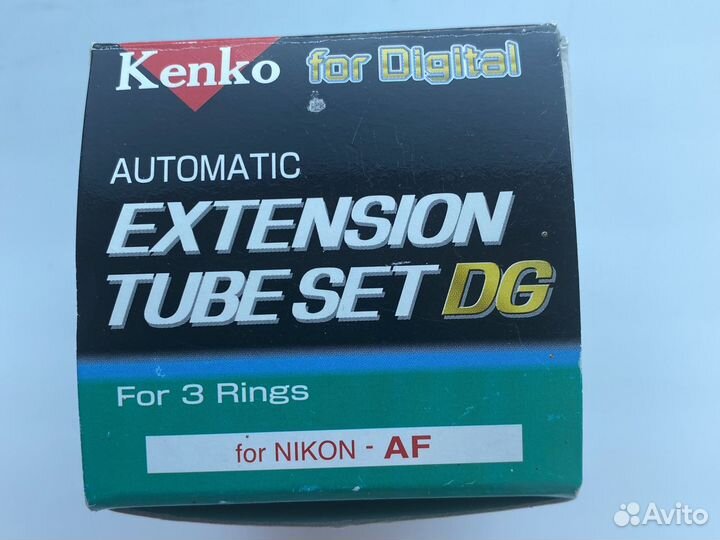 Kenko for Digital
AUTOMATIC
EXTENSION
TUBE SET DG
For 3 Rings
for NIKON - AF
Avito